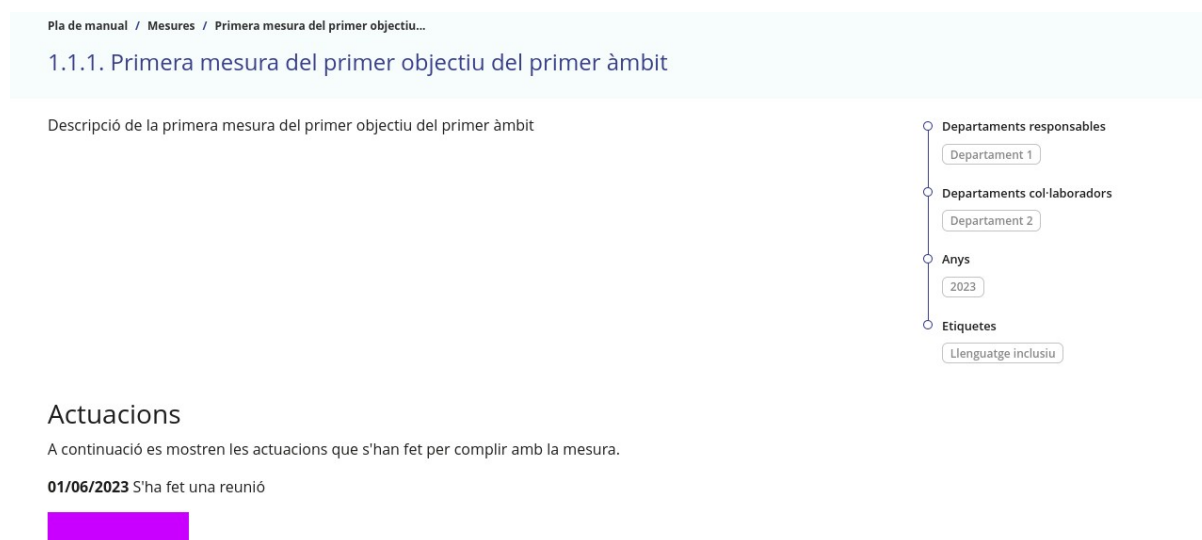 Pla de manual / Mesures / Primera mesura del primer objectiu...
1.1.1. Primera mesura del primer objectiu del primer àmbit
Descripció de la primera mesura del primer objectiu del primer àmbit
Departaments responsables
Departament 1
Departaments col·laboradors
Departament 2
Anys
2023
Etiquetes
Llenguatge inclusiu
Actuacions
A continuació es mostren les actuacions que s'han fet per complir amb la mesura.
01/06/2023 S'ha fet una reunió